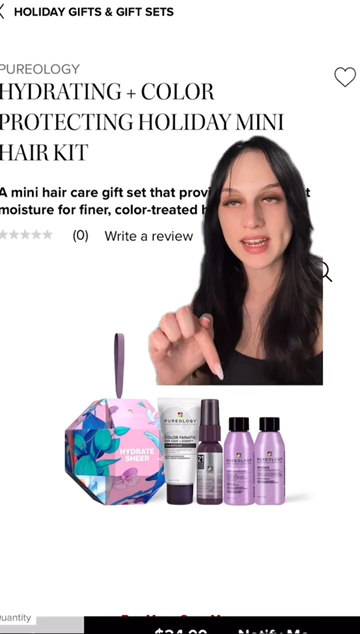 HOLIDAY GIFTS & GIFT SETS
PUREOLOGY
HYDRATING + COLOR
PROTECTING HOLIDAY MINI
HAIR KIT
A mini hair care gift set that provi t
moisture for finer, color-treated h
(0) Write a review
HYDRATE
SHEER
PUREOLOGY
COLOR FANATIC
21
PUREOLOGY
PUREOLOGY
uantity